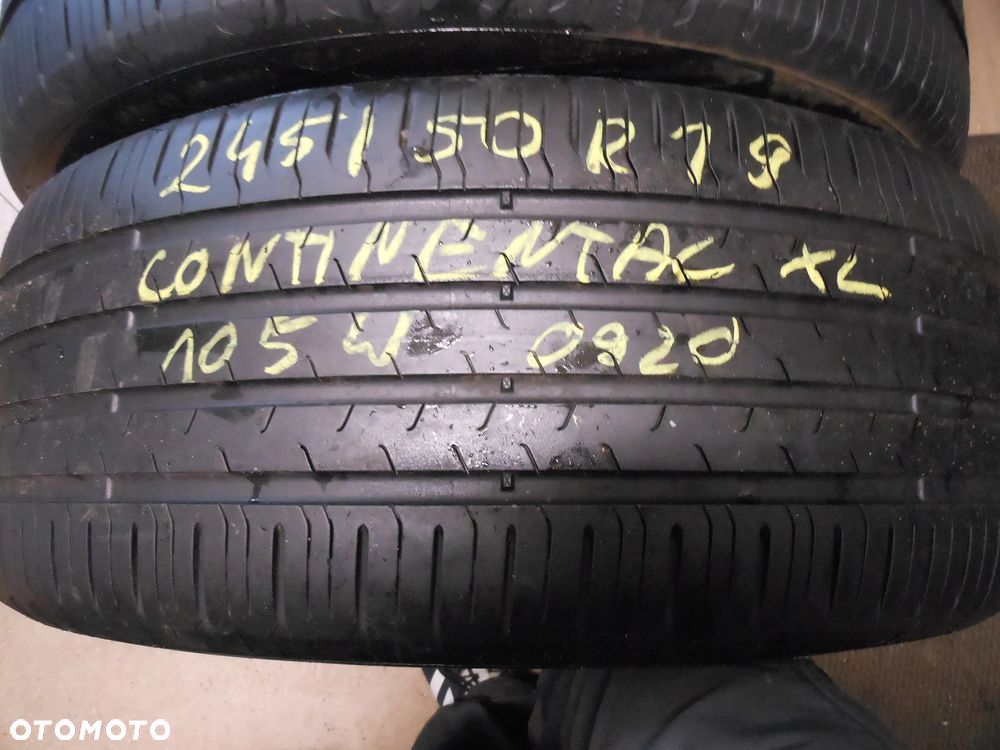 245/50 R19
CONTINENTAL XL
105W 0920
OTOMOTO